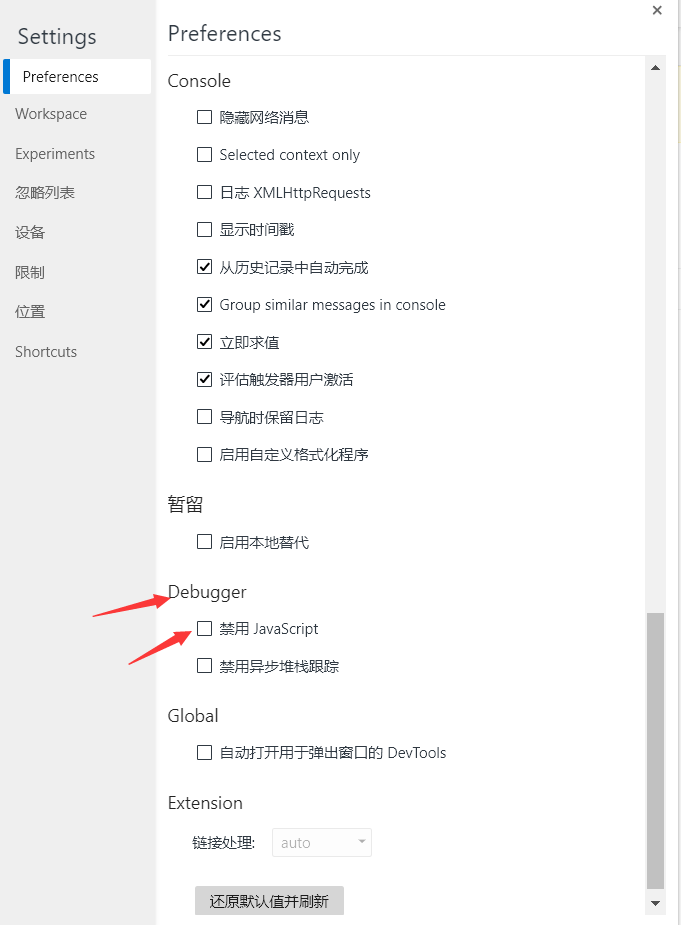 Settings
Preferences
Workspace
Experiments
忽略列表
设备
限制
位置
Shortcuts
Preferences
Console
隐藏网络消息
Selected context only
日志 XMLHttpRequests
显示时间戳
从历史记录中自动完成
Group similar messages in console
立即求值
评估触发器用户激活
导航时保留日志
启用自定义格式化程序
暂留
启用本地替代
Debugger
禁用 JavaScript
禁用异步堆栈跟踪
Global
自动打开用于弹出窗口的 DevTools
Extension
链接处理: auto
还原默认值并刷新